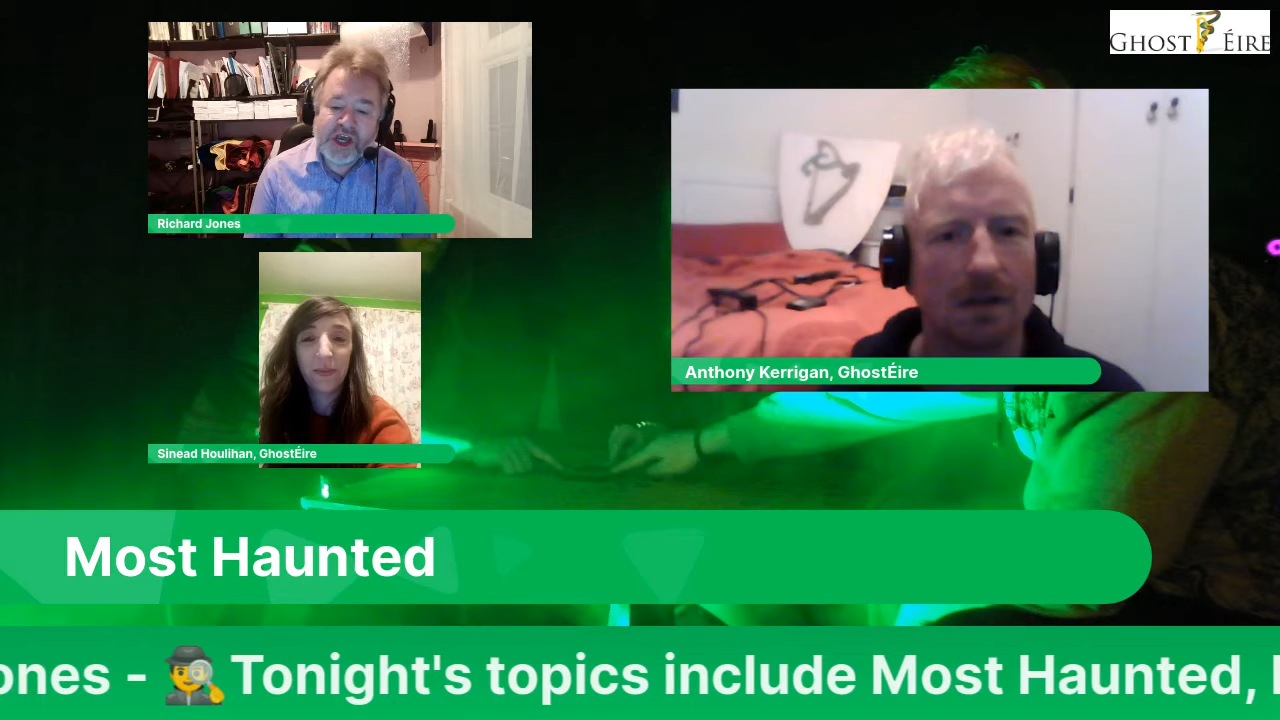 GHOST ÉIRE
Richard Jones
Anthony Kerrigan, GhostÉire
Sinead Houlihan, GhostÉire
Most Haunted
ones - Tonight's topics include Most Haunted,